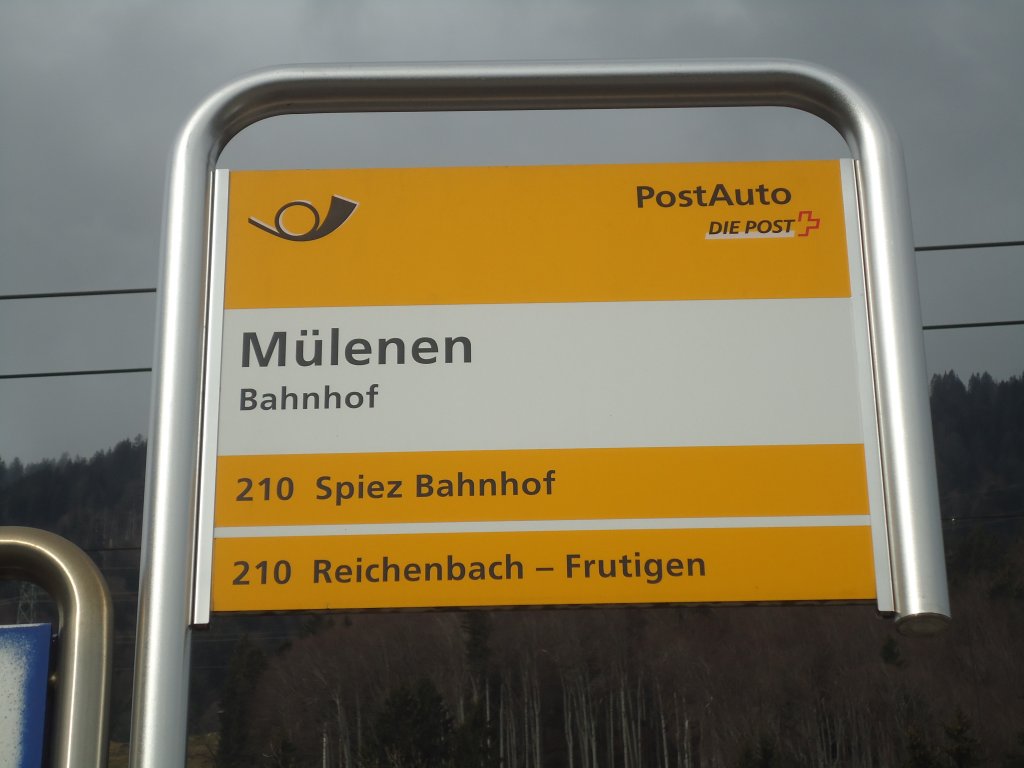 PostAuto
DIE POST
Mülenen
Bahnhof
210 Spiez Bahnhof
210 Reichenbach – Frutigen